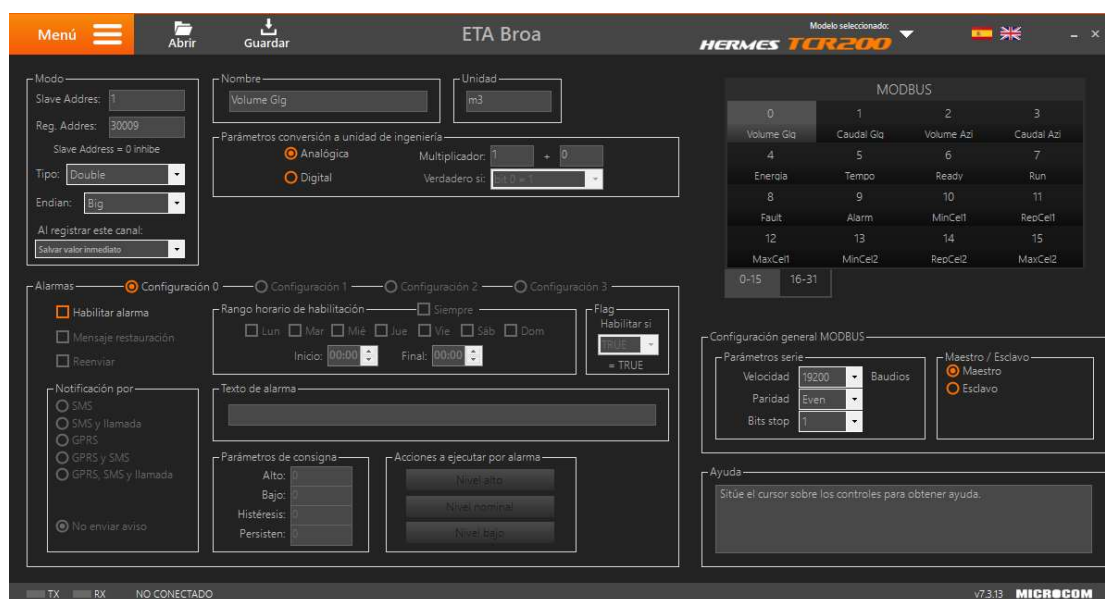 Menú
Abrir
Guardar
ETA Broa
Modelo seleccionado:
HERMES TCR200
Modo
Slave Addres: 1
Reg. Addres: 30009
Slave Address = 0 inhibe
Tipo: Double
Endian: Big
Al registrar este canal:
Salvar valor inmediato
Nombre
Volume Glg
Unidad
m3
Parámetros conversión a unidad de ingeniería
Analógica
Multiplicador: 1 + 0
Digital
Verdadero si: bit 0 = 1
MODBUS
0 1 2 3
Volume Glg Caudal Glg Volume Azi Caudal Azi
4 5 6 7
Energía Tempo Ready Run
8 9 10 11
Fault Alarm MinCel1 RepCel1
12 13 14 15
MaxCel1 MinCel2 RepCel2 MaxCel2
0-15 16-31
Alarmas Configuración 0 Configuración 1 Configuración 2 Configuración 3
Habilitar alarma
Mensaje restauración
Reenviar
Rango horario de habilitación Siempre
Lun Mar Mié Jue Vie Sáb Dom
Inicio: 00:00 Final: 00:00
Flag
Habilitar si
TRUE
= TRUE
Notificación por
SMS
SMS y llamada
GPRS
GPRS y SMS
GPRS, SMS y llamada
No enviar aviso
Texto de alarma
Parámetros de consigna
Alto: 0
Bajo: 0
Histéresis: 0
Persisten: 0
Acciones a ejecutar por alarma
Nivel alto
Nivel nominal
Nivel bajo
Configuración general MODBUS
Parámetros serie
Velocidad 19200 Baudios
Paridad Even
Bits stop 1
Maestro / Esclavo
Maestro
Esclavo
Ayuda
Sitúe el cursor sobre los controles para obtener ayuda.
TX RX NO CONECTADO
v7.3.13 MICROCOM